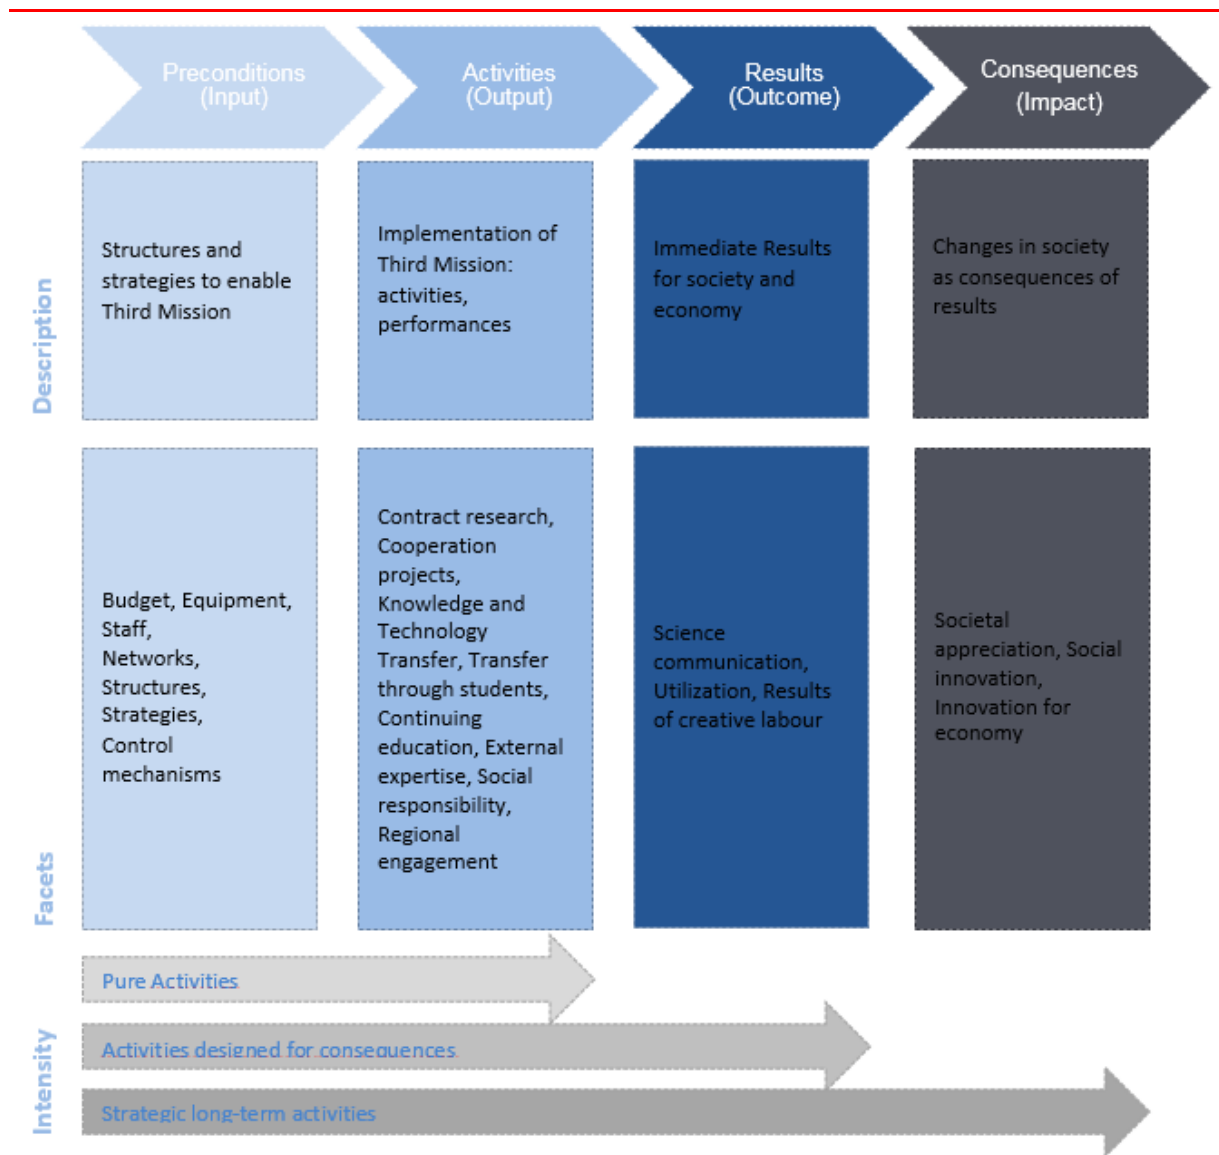 Preconditions
(Input)
Activities
(Output)
Results
(Outcome)
Consequences
(Impact)
Description
Structures and
strategies to enable
Third Mission
Implementation of
Third Mission:
activities,
performances
Immediate Results
for society and
economy
Changes in society
as consequences of
results
Facets
Budget, Equipment,
Staff,
Networks,
Structures,
Strategies,
Control
mechanisms
Contract research,
Cooperation
projects,
Knowledge and
Technology
Transfer, Transfer
through students,
Continuing
education, External
expertise, Social
responsibility,
Regional
engagement
Science
communication,
Utilization, Results
of creative labour
Societal
appreciation, Social
innovation,
Innovation for
economy
Intensity
Pure Activities
Activities designed for consequences
Strategic long-term activities